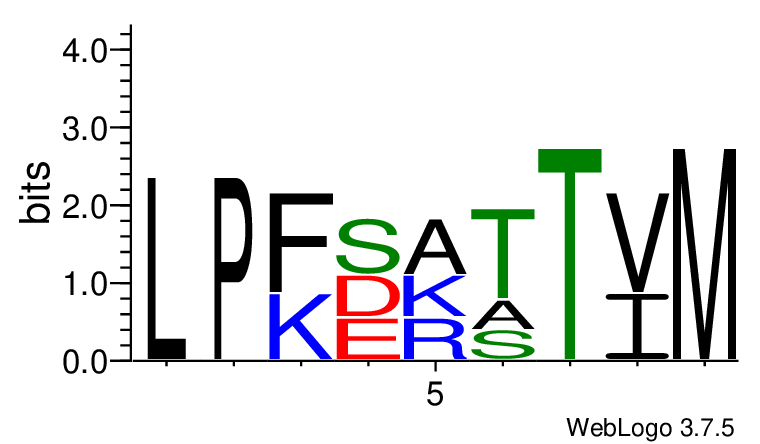 4.0
3.0
2.0
1.0
0.0
bits
L P F S A T T V M
K D K A I
E R S
5
WebLogo 3.7.5